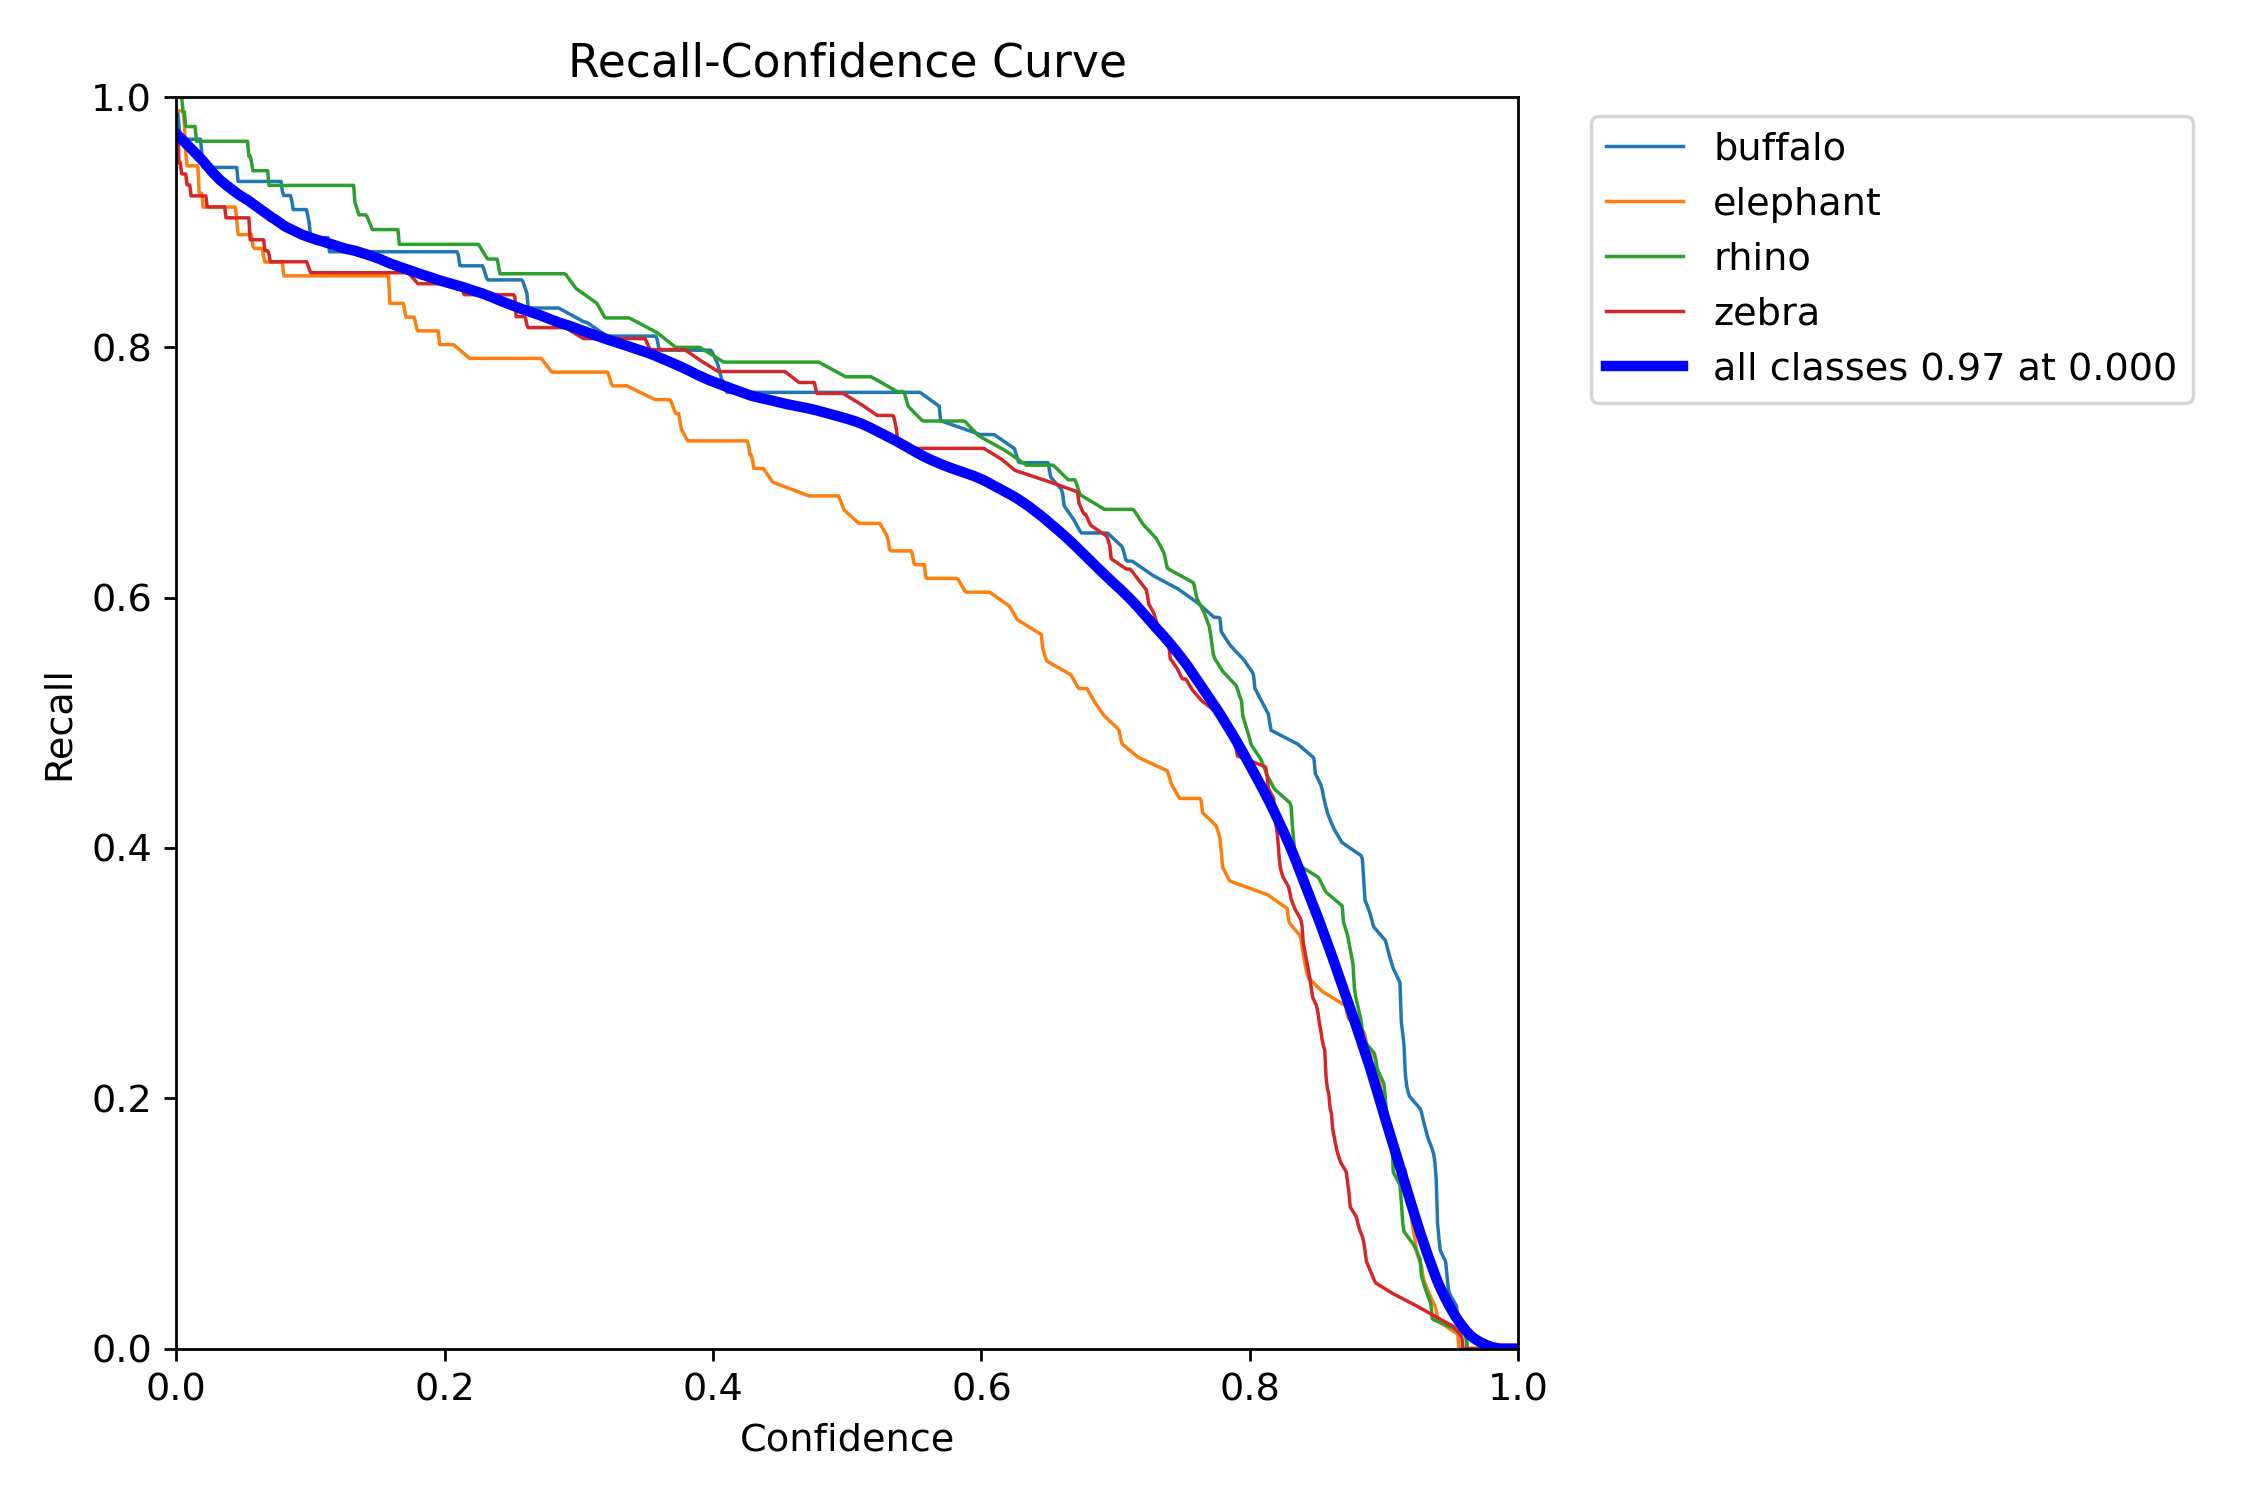 Recall-Confidence Curve
1.0
0.8
0.6
0.4
0.2
0.0
Recall
0.0 0.2 0.4 0.6 0.8 1.0
Confidence
buffalo
elephant
rhino
zebra
all classes 0.97 at 0.000